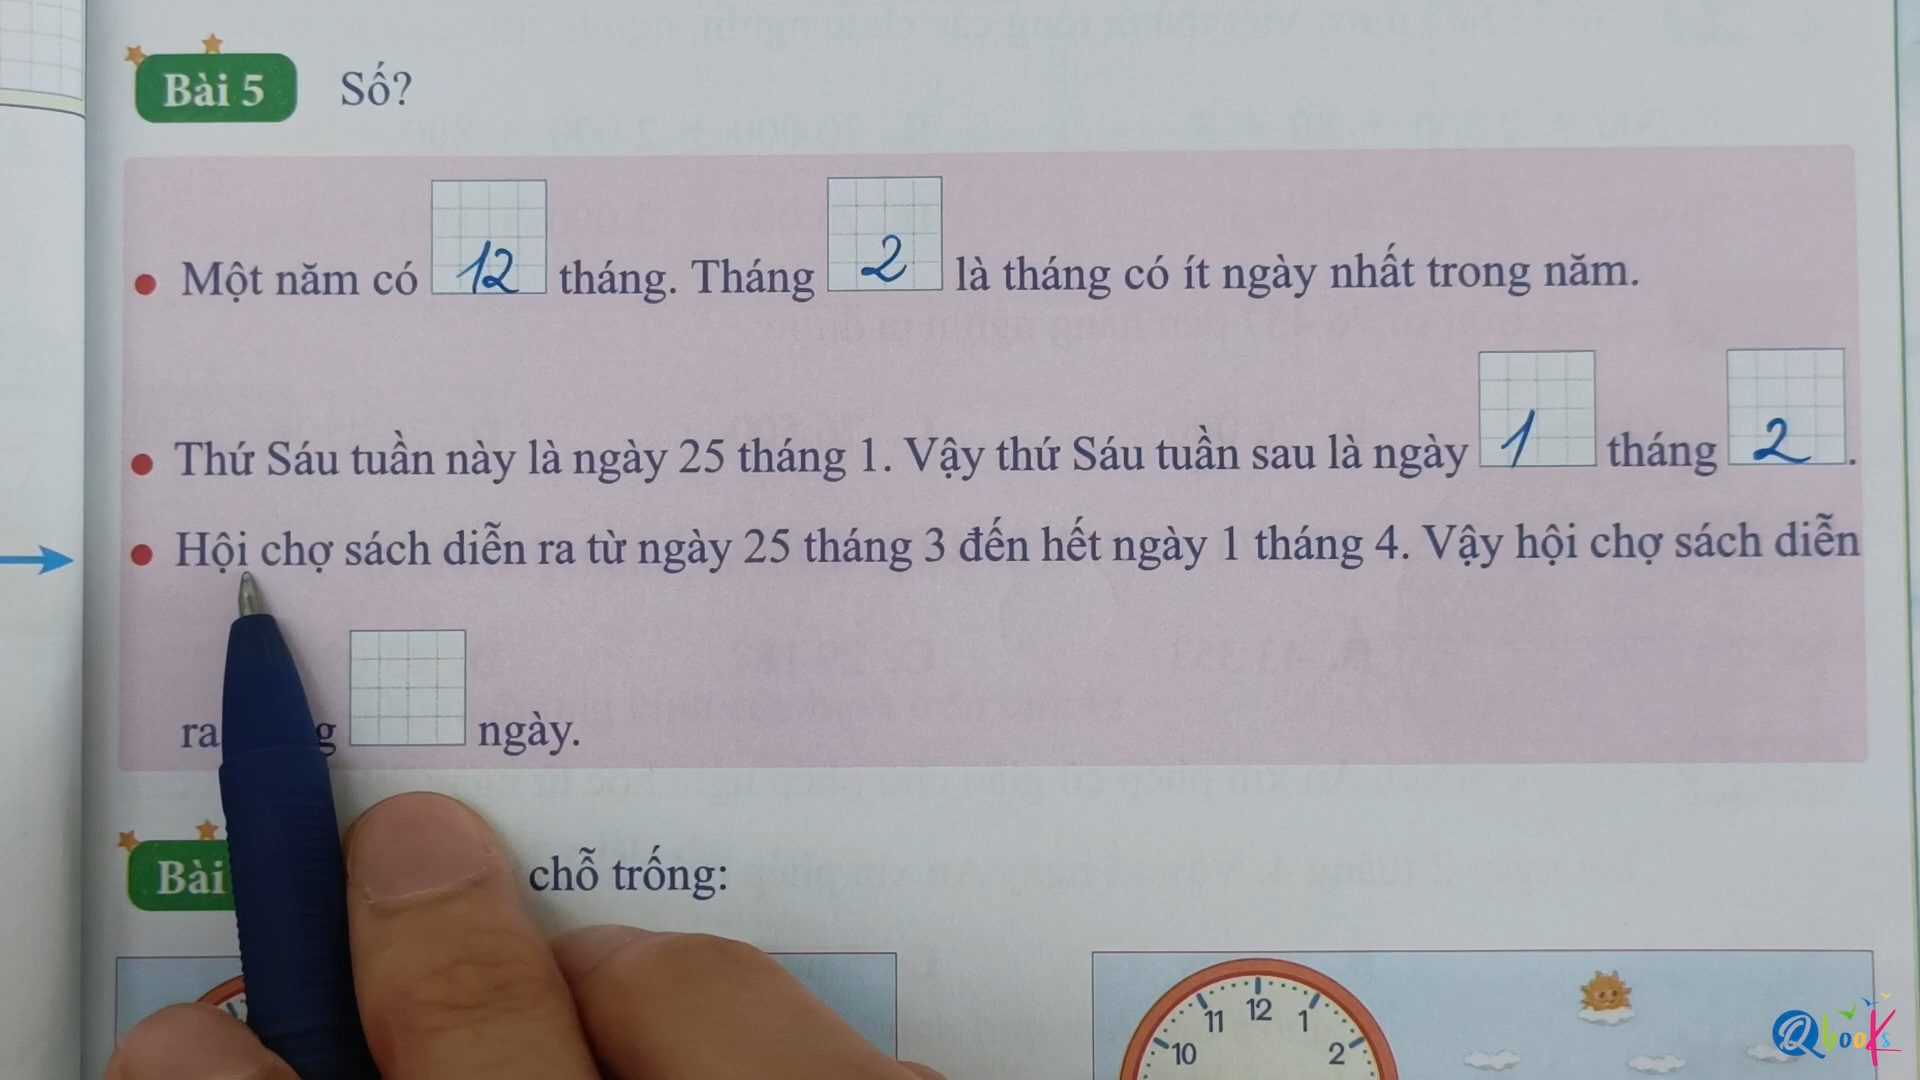 Bài 5 Số?
Một năm có 12 tháng. Tháng 2 là tháng có ít ngày nhất trong năm.
Thứ Sáu tuần này là ngày 25 tháng 1. Vậy thứ Sáu tuần sau là ngày 1 tháng 2.
Hội chợ sách diễn ra từ ngày 25 tháng 3 đến hết ngày 1 tháng 4. Vậy hội chợ sách diễn
ra ngày.
Bài chỗ trống:
11 12 1
10 2
Qbooks